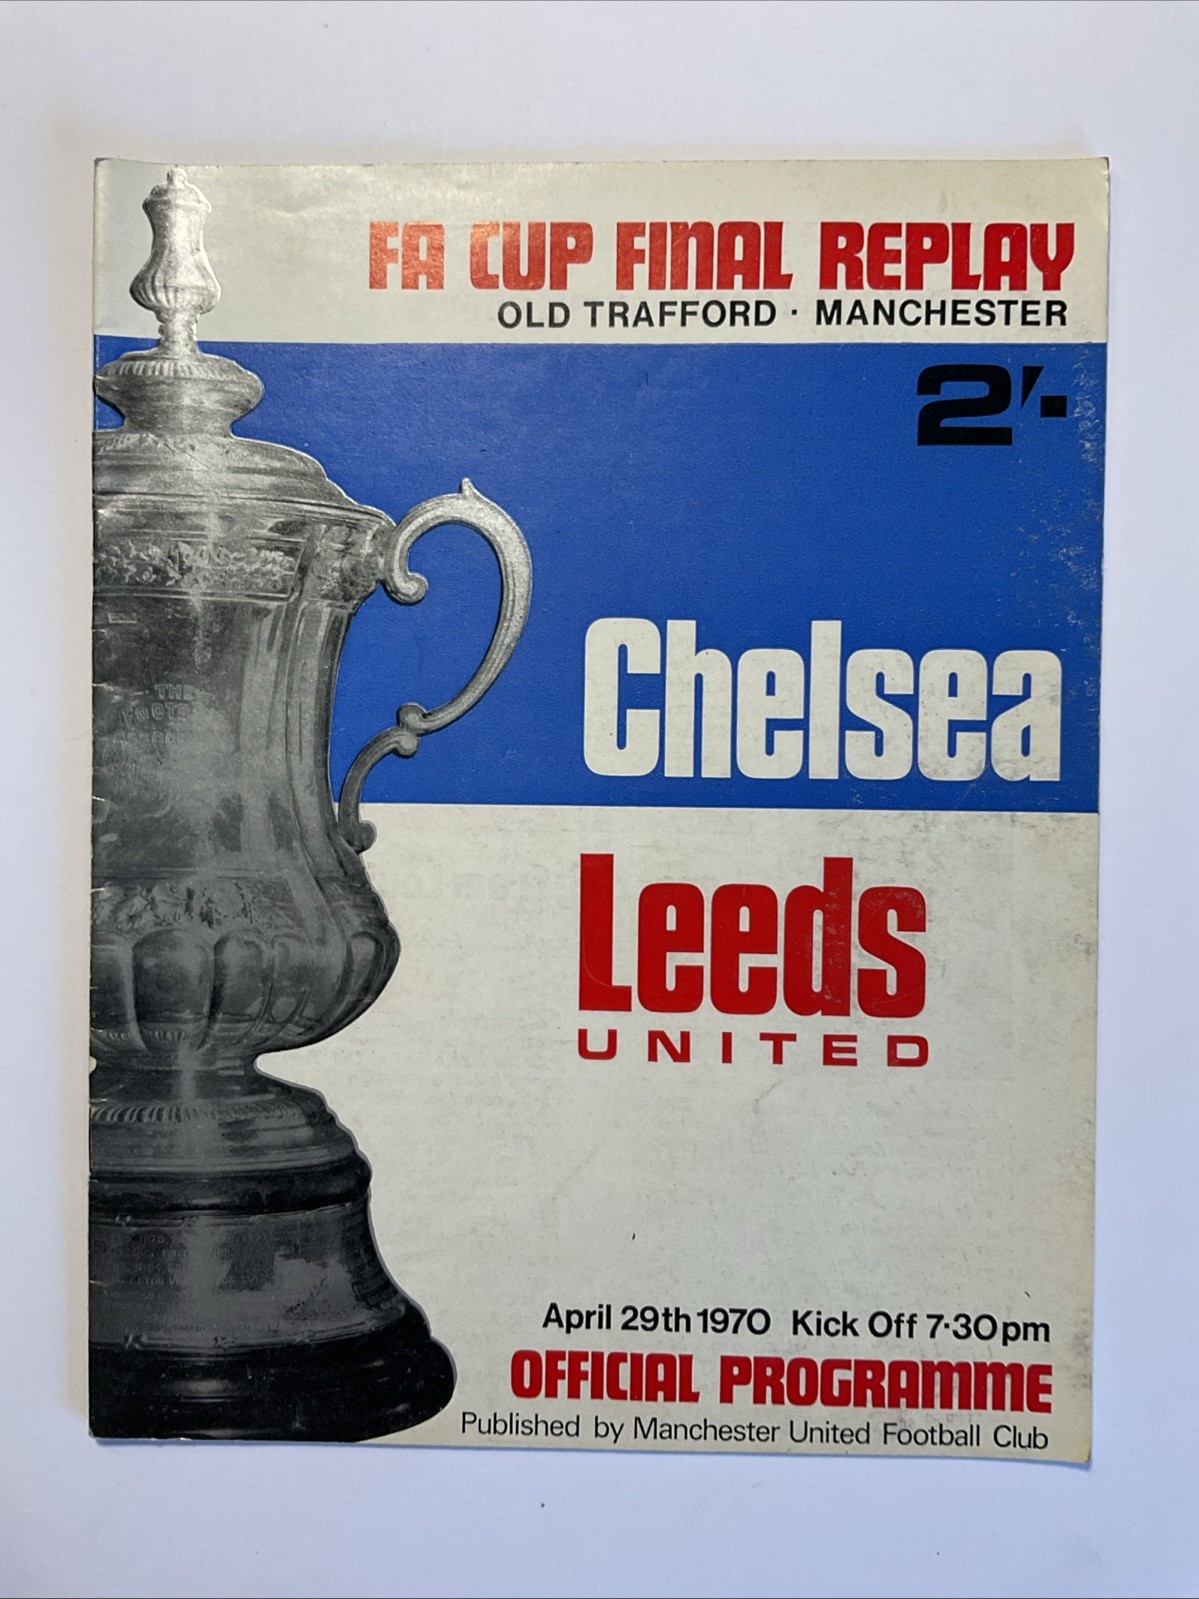 FA CUP FINAL REPLAY
OLD TRAFFORD · MANCHESTER
2/-
Chelsea
Leeds
UNITED
THE
April 29th 1970 Kick Off 7·30pm
OFFICIAL PROGRAMME
Published by Manchester United Football Club